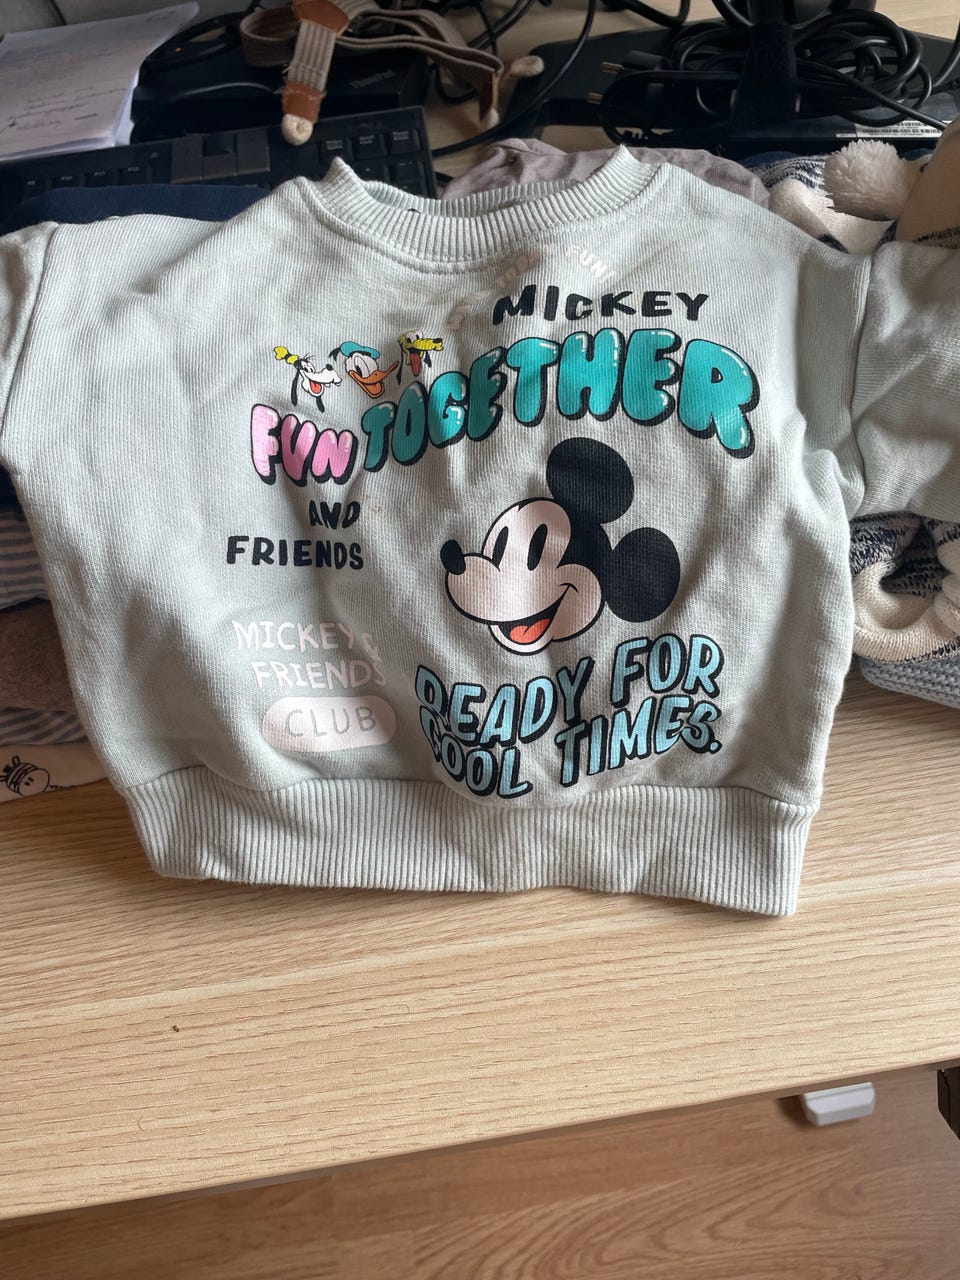 MICKEY
FUN TOGETHER
AND
FRIENDS
MICKEY &
FRIENDS
CLUB
READY FOR
COOL TIMES.